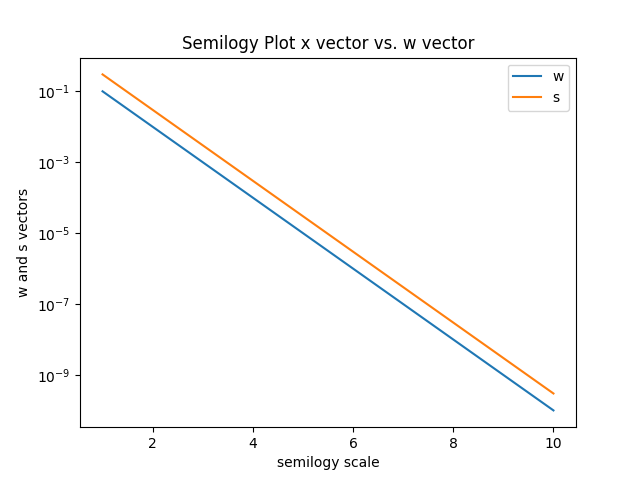 Semilogy Plot x vector vs. w vector
w
s
10⁻¹
10⁻³
10⁻⁵
10⁻⁷
10⁻⁹
w and s vectors
2 4 6 8 10
semilogy scale